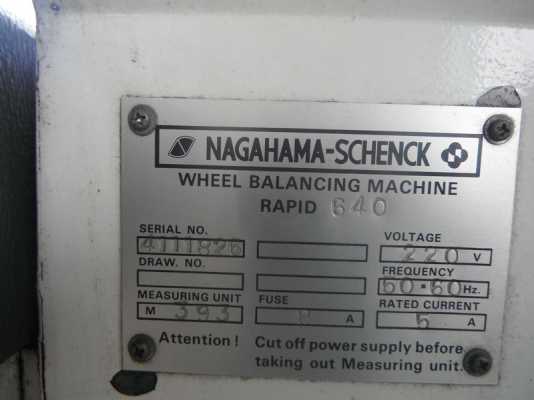 NAGAHAMA-SCHENCK
WHEEL BALANCING MACHINE
RAPID 640
SERIAL NO.
4111826
VOLTAGE
220 V
DRAW. NO.
FREQUENCY
50·60 Hz.
MEASURING UNIT
M 393
FUSE
8 A
RATED CURRENT
5 A
Attention! Cut off power supply before
taking out Measuring unit.